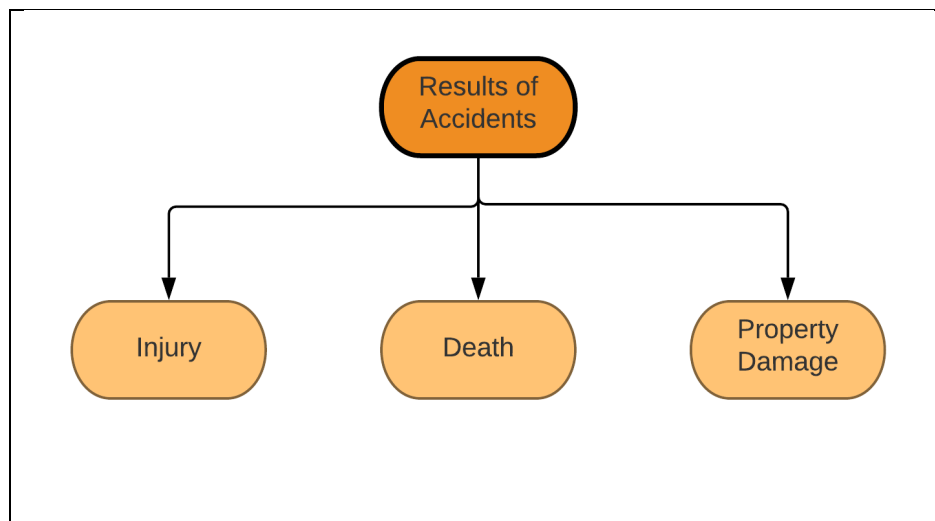 Results of
Accidents
Injury
Death
Property
Damage